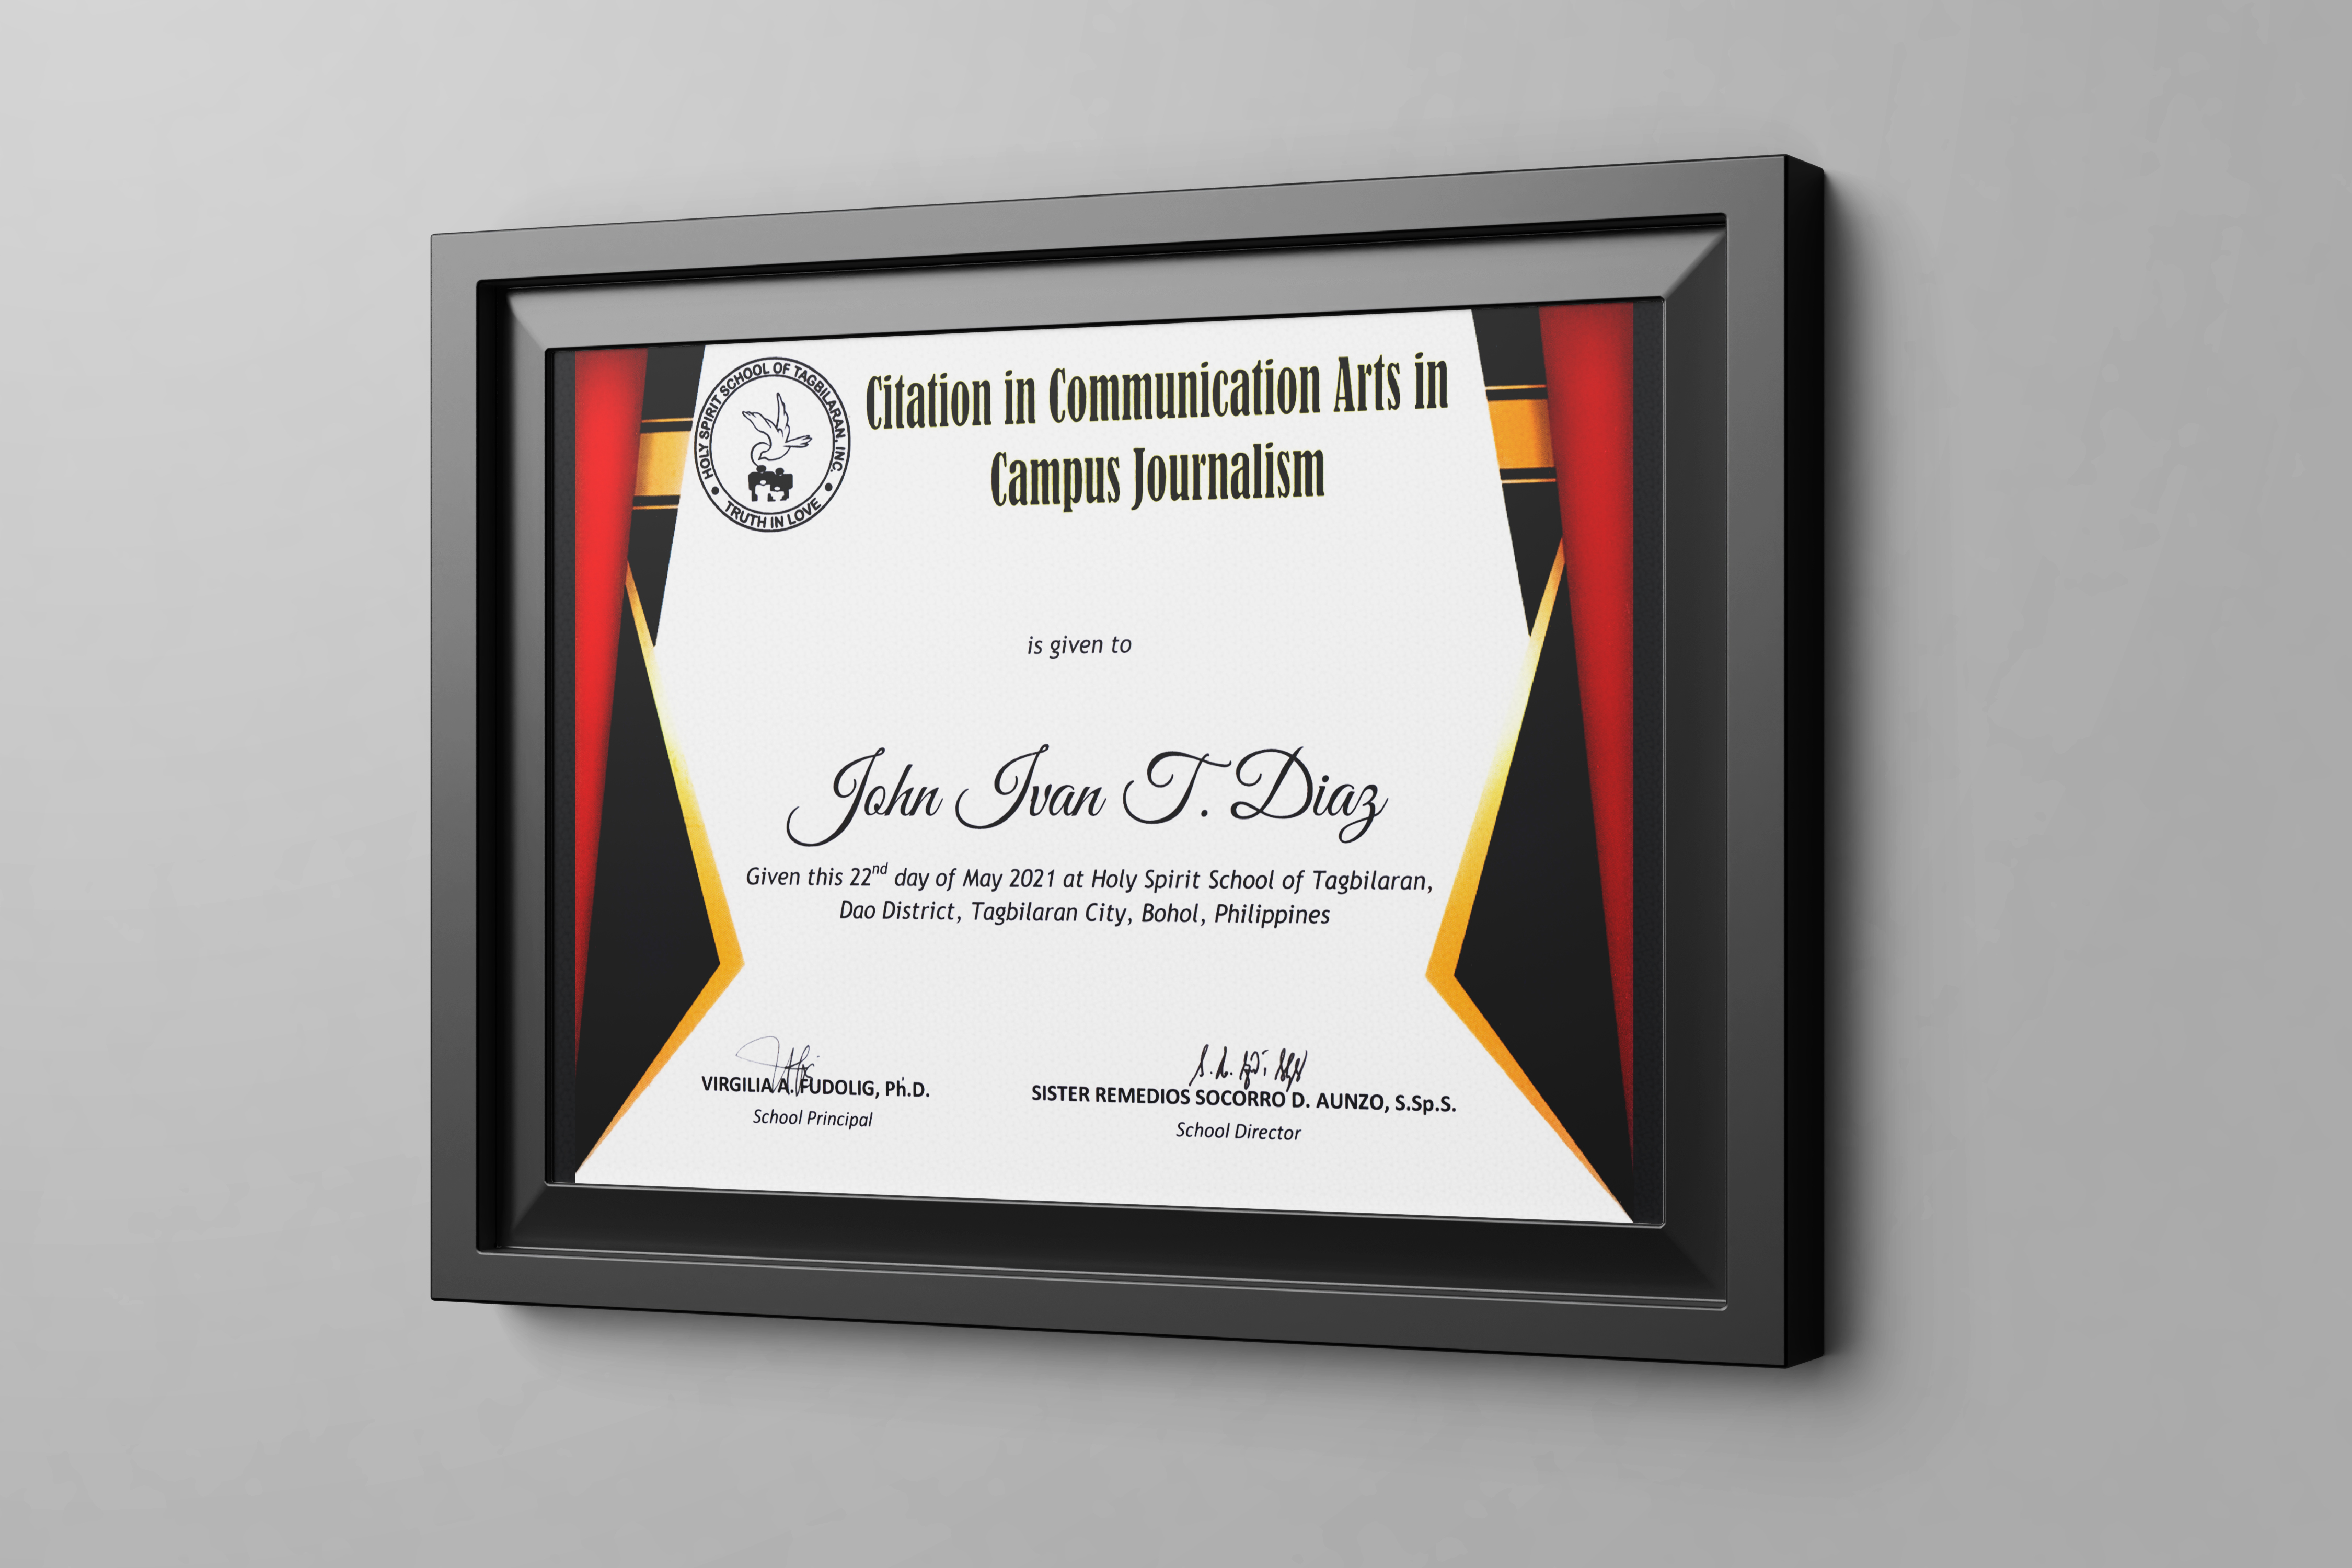 HOLY SPIRIT SCHOOL OF TAGBILARAN, INC.
TRUTH IN LOVE
Citation in Communication Arts in
Campus Journalism
is given to
John Ivan T. Diaz
Given this 22nd day of May 2021 at Holy Spirit School of Tagbilaran,
Dao District, Tagbilaran City, Bohol, Philippines
VIRGILIA A. FUDOLIG, Ph.D.
School Principal
SISTER REMEDIOS SOCORRO D. AUNZO, S.Sp.S.
School Director